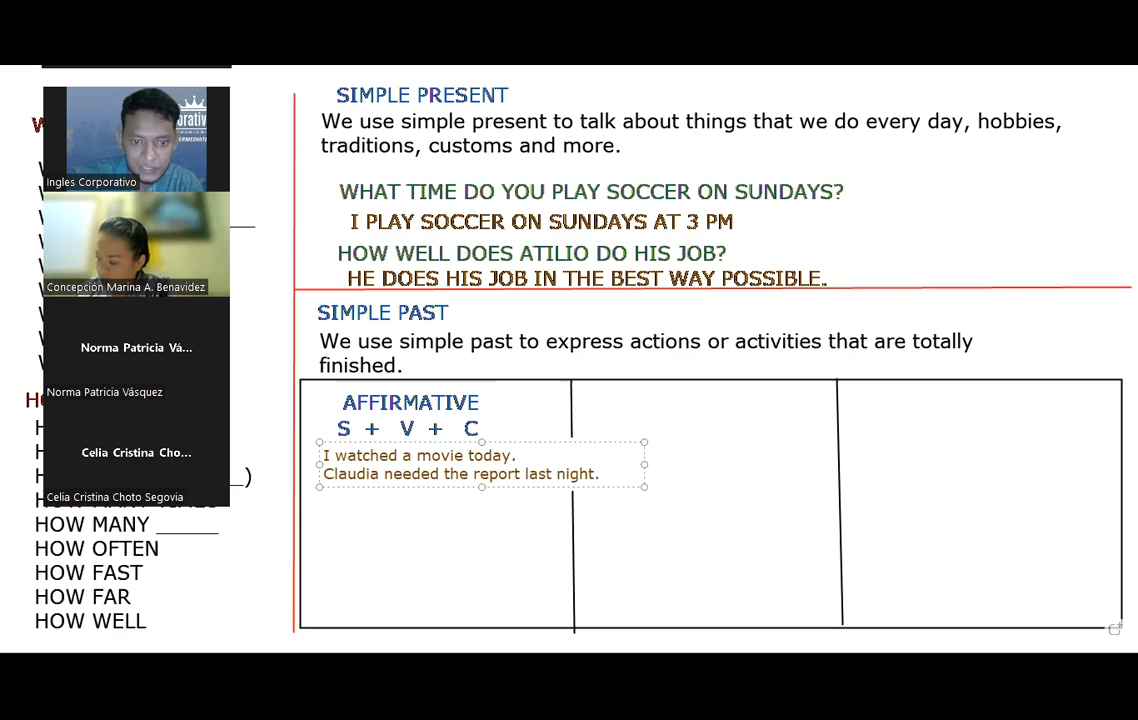 Ingles Corporativo
Concepción Marina A. Benavidez
Norma Patricia Vá...
Norma Patricia Vásquez
Celia Cristina Cho...
Celia Cristina Choto Segovia
HOW MANY ______
HOW OFTEN
HOW FAST
HOW FAR
HOW WELL
SIMPLE PRESENT
We use simple present to talk about things that we do every day, hobbies,
traditions, customs and more.
WHAT TIME DO YOU PLAY SOCCER ON SUNDAYS?
I PLAY SOCCER ON SUNDAYS AT 3 PM
HOW WELL DOES ATILIO DO HIS JOB?
HE DOES HIS JOB IN THE BEST WAY POSSIBLE.
SIMPLE PAST
We use simple past to express actions or activities that are totally
finished.
AFFIRMATIVE
S + V + C
I watched a movie today.
Claudia needed the report last night.